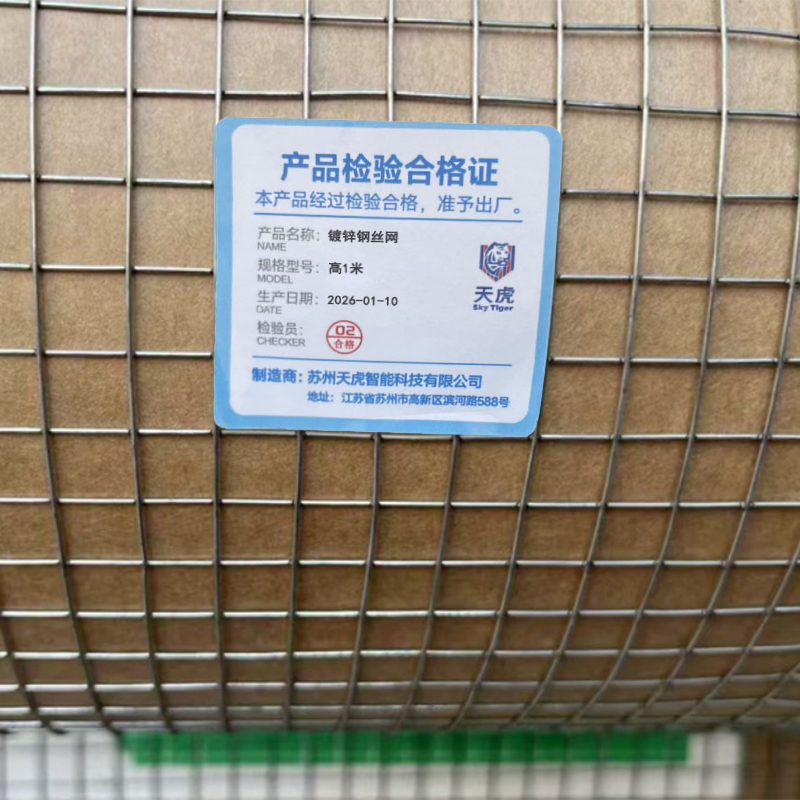 产品检验合格证
本产品经过检验合格，准予出厂。
产品名称：镀锌钢丝网
NAME
规格型号：高1米
MODEL
生产日期：2026-01-10
DATE
检验员：
CHECKER
02
合格
天虎
Sky Tiger
制造商：苏州天虎智能科技有限公司
地址：江苏省苏州市高新区滨河路588号